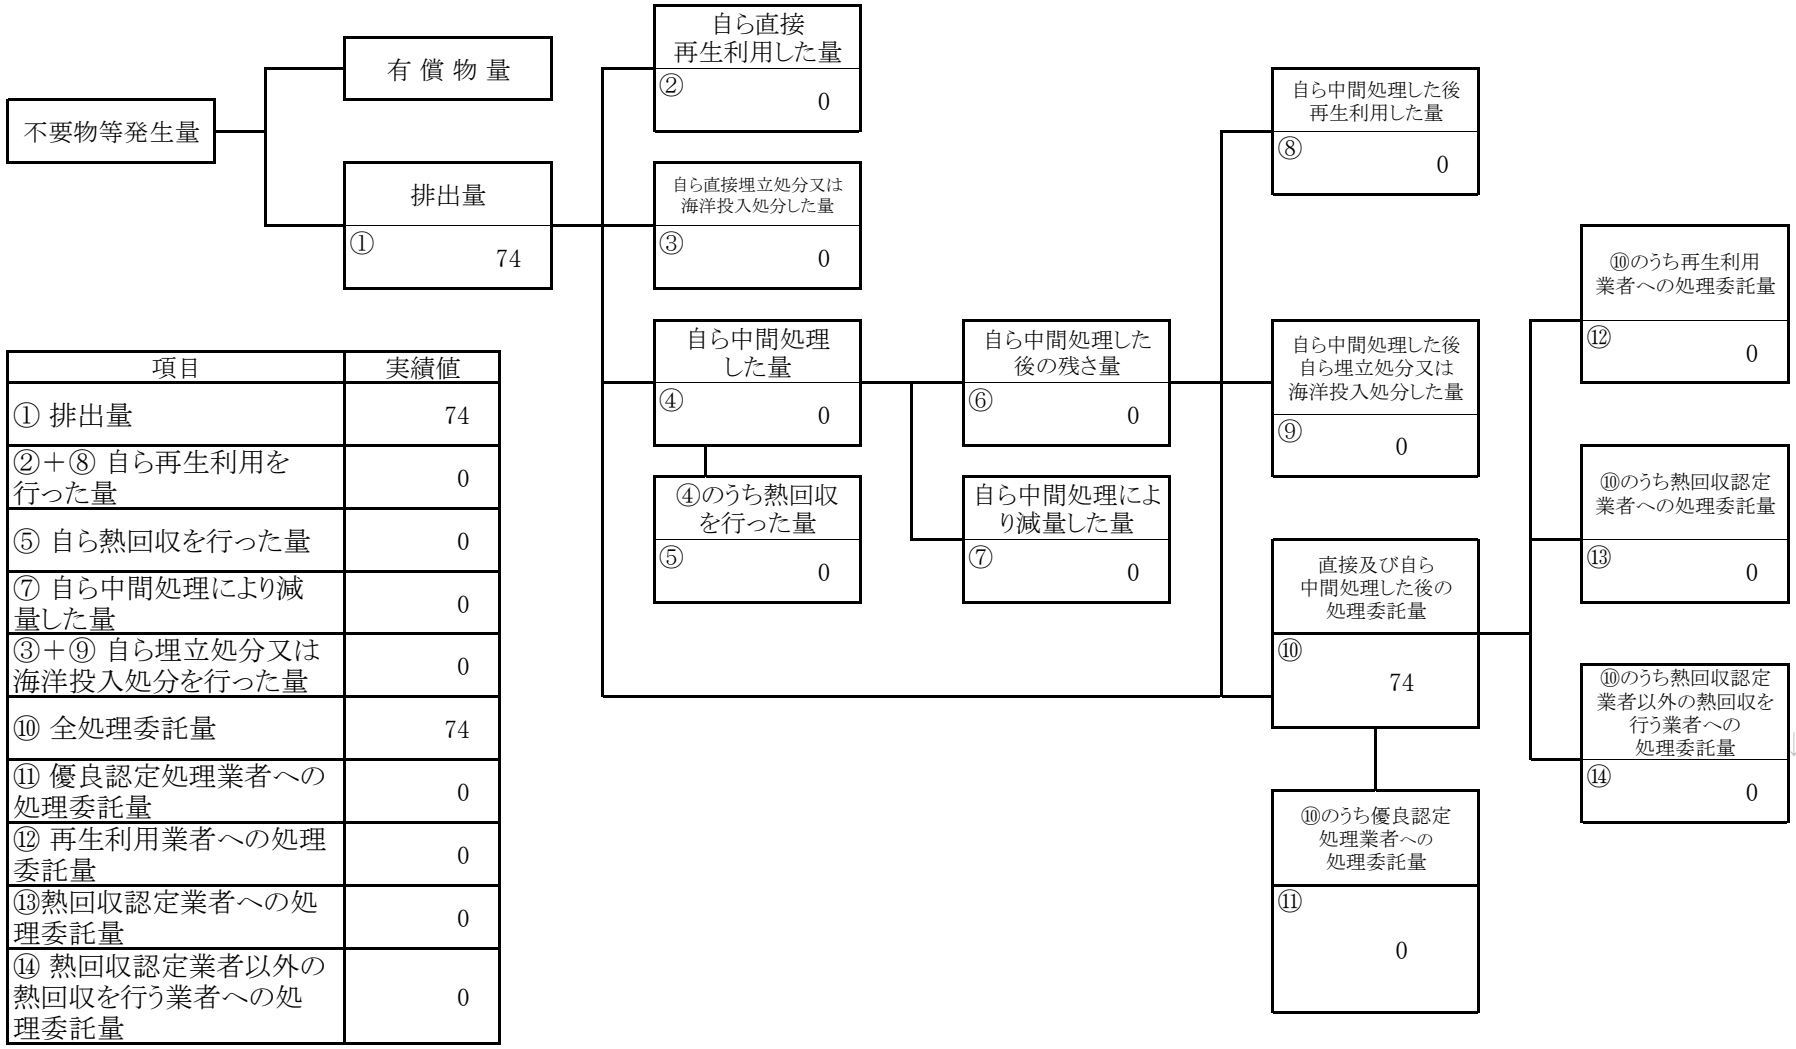 不要物等発生量
有償物量
排出量
①
74
自ら直接
再生利用した量
②
0
自ら直接埋立処分又は
海洋投入処分した量
③
0
自ら中間処理
した量
④
0
④のうち熱回収
を行った量
⑤
0
自ら中間処理した
後の残さ量
⑥
0
自ら中間処理によ
り減量した量
⑦
0
自ら中間処理した後
再生利用した量
⑧
0
自ら中間処理した後
自ら埋立処分又は
海洋投入処分した量
⑨
0
直接及び自ら
中間処理した後の
処理委託量
⑩
74
⑩のうち優良認定
処理業者への
処理委託量
⑪
0
⑩のうち再生利用
業者への処理委託量
⑫
0
⑩のうち熱回収認定
業者への処理委託量
⑬
0
⑩のうち熱回収認定
業者以外の熱回収を
行う業者への
処理委託量
⑭
0
項目 実績値
① 排出量 74
②＋⑧ 自ら再生利用を
行った量 0
⑤ 自ら熱回収を行った量 0
⑦ 自ら中間処理により減
量した量 0
③＋⑨ 自ら埋立処分又は
海洋投入処分を行った量 0
⑩ 全処理委託量 74
⑪ 優良認定処理業者への
処理委託量 0
⑫ 再生利用業者への処理
委託量 0
⑬熱回収認定業者への処
理委託量 0
⑭ 熱回収認定業者以外の
熱回収を行う業者への処
理委託量 0
↓